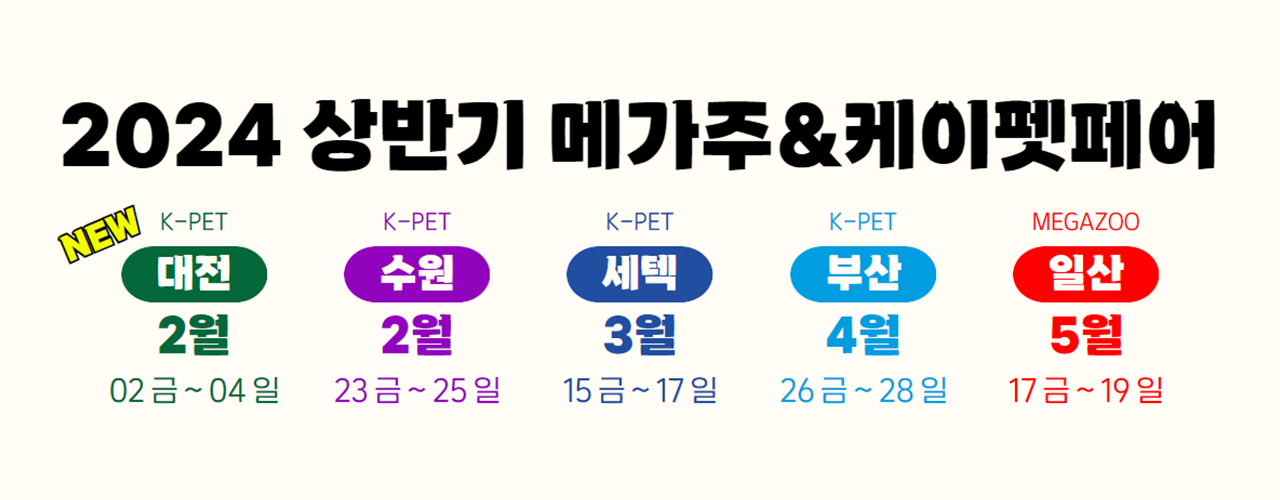 2024 상반기 메가주&케이펫페어
NEW
K-PET K-PET K-PET K-PET MEGAZOO
대전 수원 세텍 부산 일산
2월 2월 3월 4월 5월
02 금 ~ 04 일 23 금 ~ 25 일 15 금 ~ 17 일 26 금 ~ 28 일 17 금 ~ 19 일